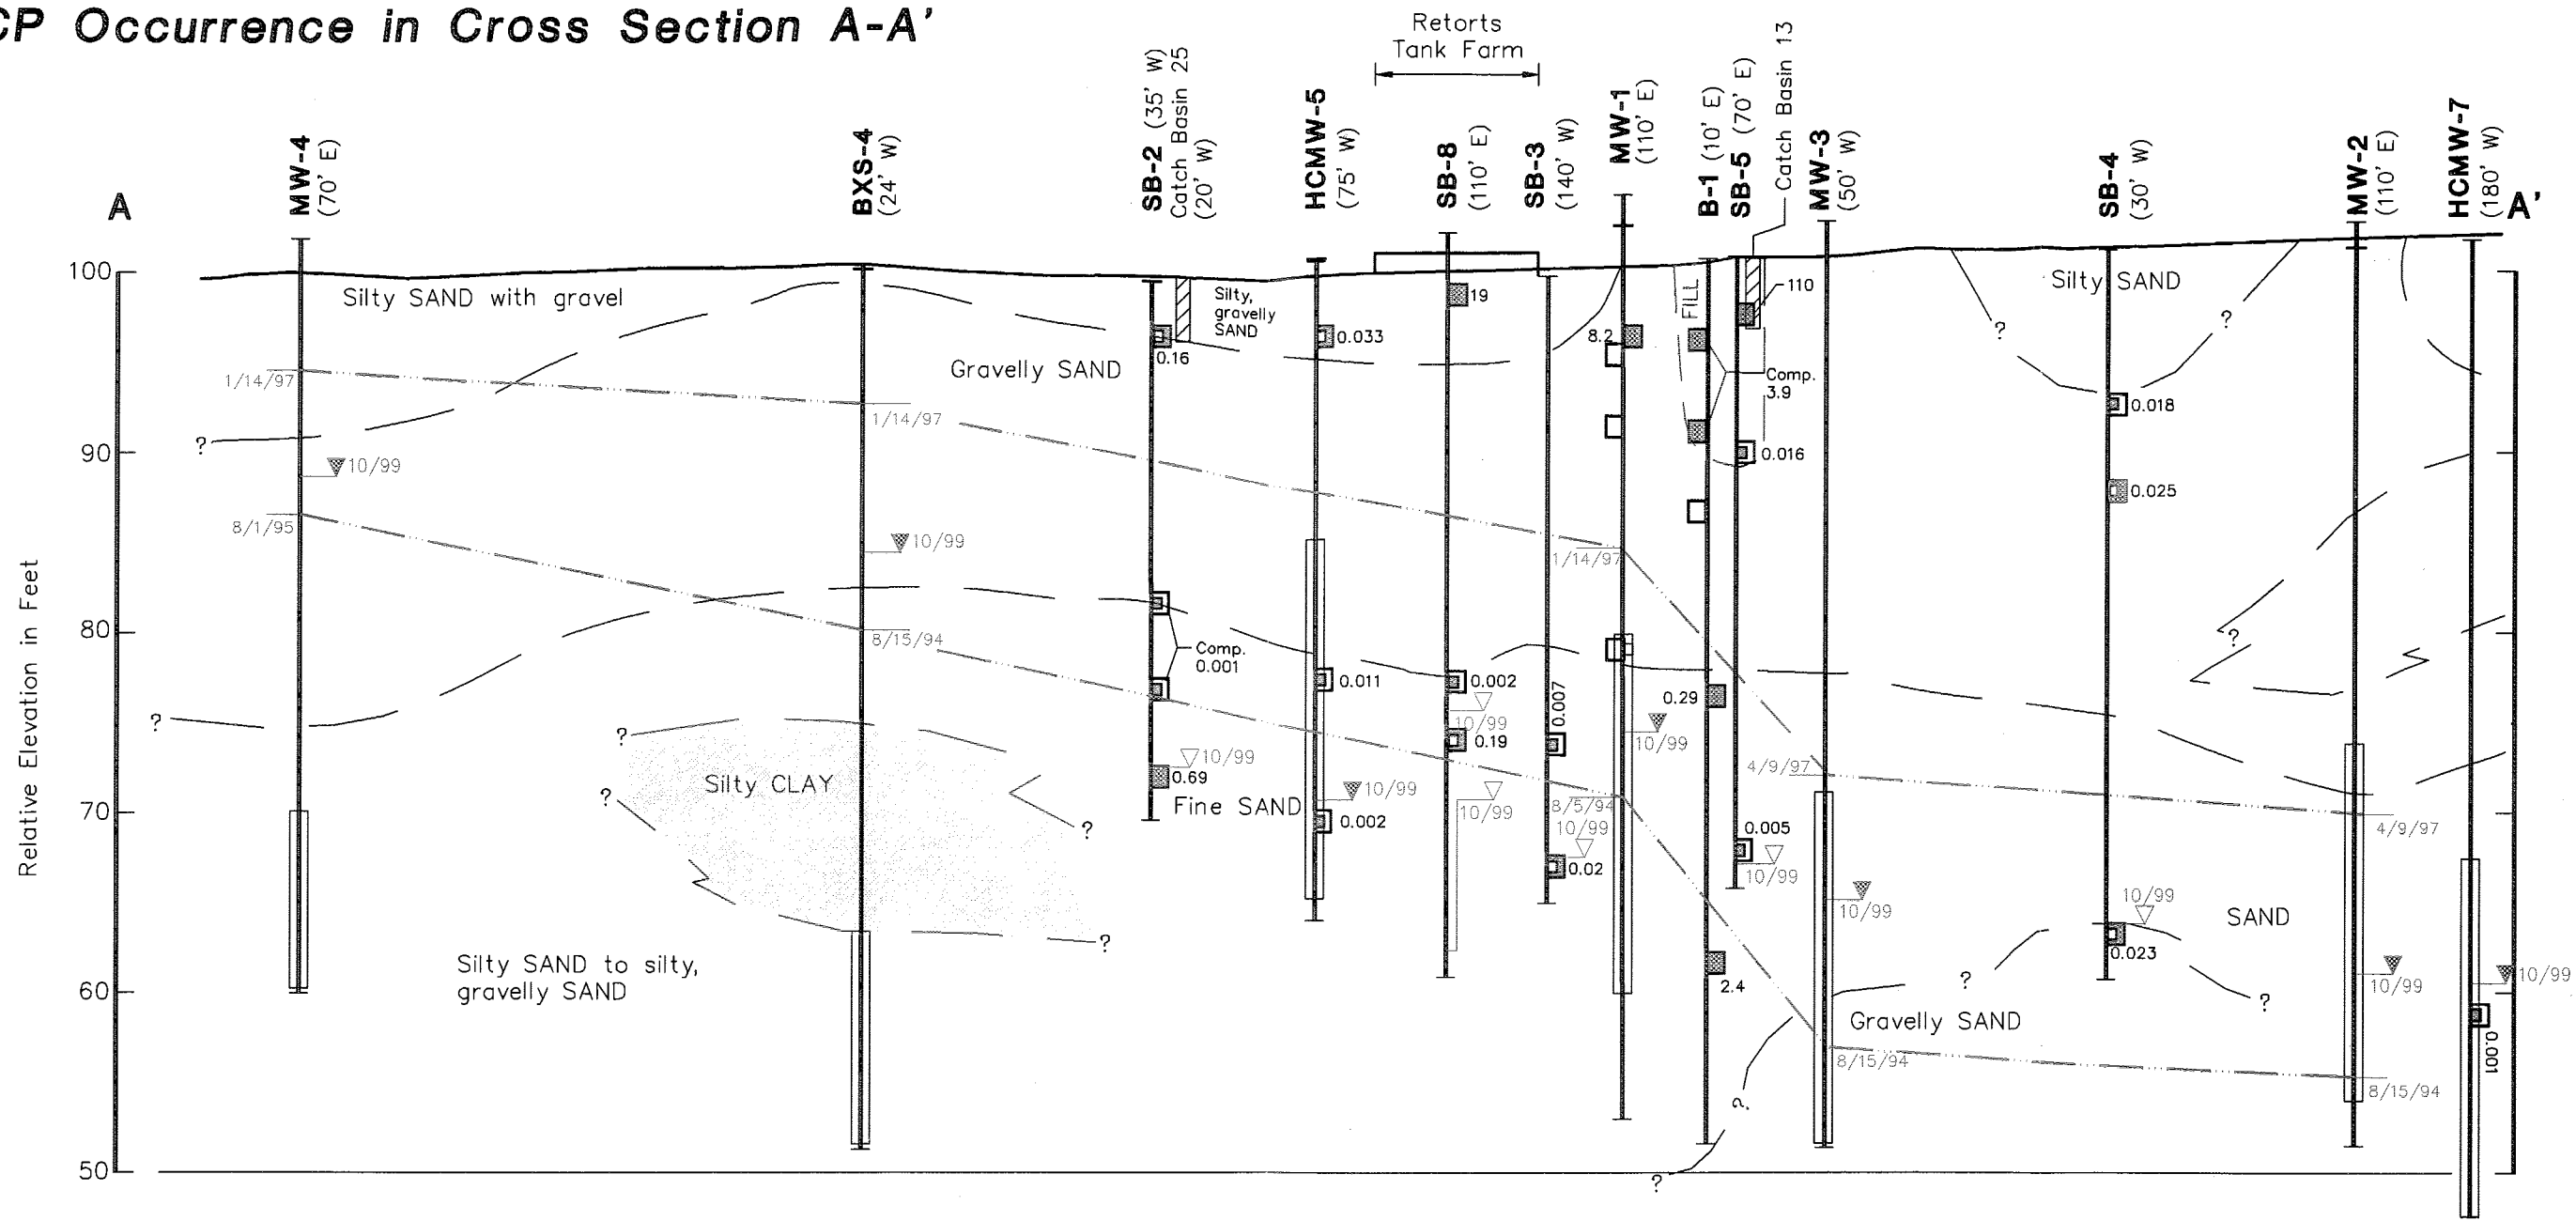 CP Occurrence in Cross Section A-A'
Retorts
Tank Farm
A
MW-4
(70' E)
BXS-4
(24' W)
SB-2 (35' W)
Catch Basin 25
(20' W)
HCMW-5
(75' W)
SB-8
(110' E)
SB-3
(140' W)
MW-1
(110' E)
B-1 (10' E)
SB-5 (70' E)
Catch Basin 13
MW-3
(50' W)
SB-4
(30' W)
MW-2
(110' E)
HCMW-7
(180' W)
A'
Relative Elevation in Feet
100
90
80
70
60
50
Silty SAND with gravel
Silty,
gravelly
SAND
Gravelly SAND
FILL
Silty SAND
19
110
0.16
0.033
8.2
Comp.
3.9
0.018
0.016
0.025
1/14/97
1/14/97
1/14/97
?
?
?
10/99
10/99
8/1/95
8/15/94
Comp.
0.001
0.011
0.002
10/99
0.19
0.007
0.29
10/99
4/9/97
4/9/97
?
?
?
?
Silty CLAY
10/99
0.69
Fine SAND
10/99
0.002
10/99
8/5/94
10/99
0.02
0.005
10/99
10/99
10/99
0.023
SAND
10/99
10/99
?
?
Silty SAND to silty,
gravelly SAND
2.4
?
?
Gravelly SAND
8/15/94
8/15/94
0.001
?
?